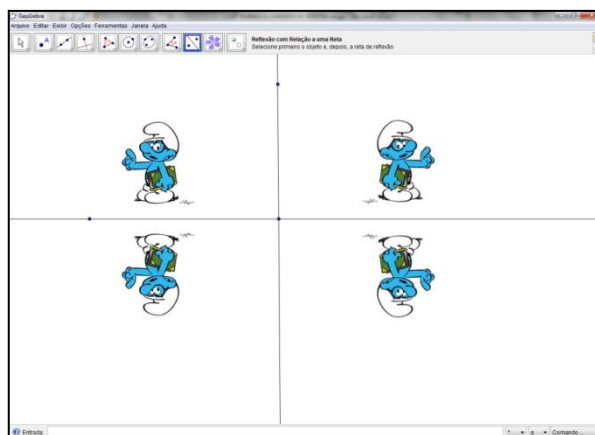 GeoGebra
Arquivo Editar Exibir Opções Ferramentas Janela Ajuda
A
Reflexão com Relação a uma Reta
Selecione primeiro o objeto e, depois, a reta de reflexão
Entrada:
Comando ...